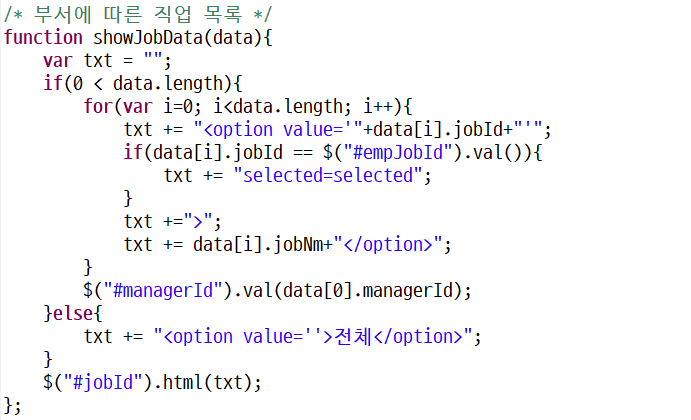 /* 부서에 따른 직업 목록 */
function showJobData(data){
    var txt = "";
    if(0 < data.length){
        for(var i=0; i<data.length; i++){
            txt += "<option value='"+data[i].jobId+"'";
            if(data[i].jobId == $("#empJobId").val()){
                txt += "selected=selected";
            }
            txt +=">";
            txt += data[i].jobNm+"</option>";
        }
        $("#managerId").val(data[0].managerId);
    }else{
        txt += "<option value=''>전체</option>";
    }
    $("#jobId").html(txt);
};